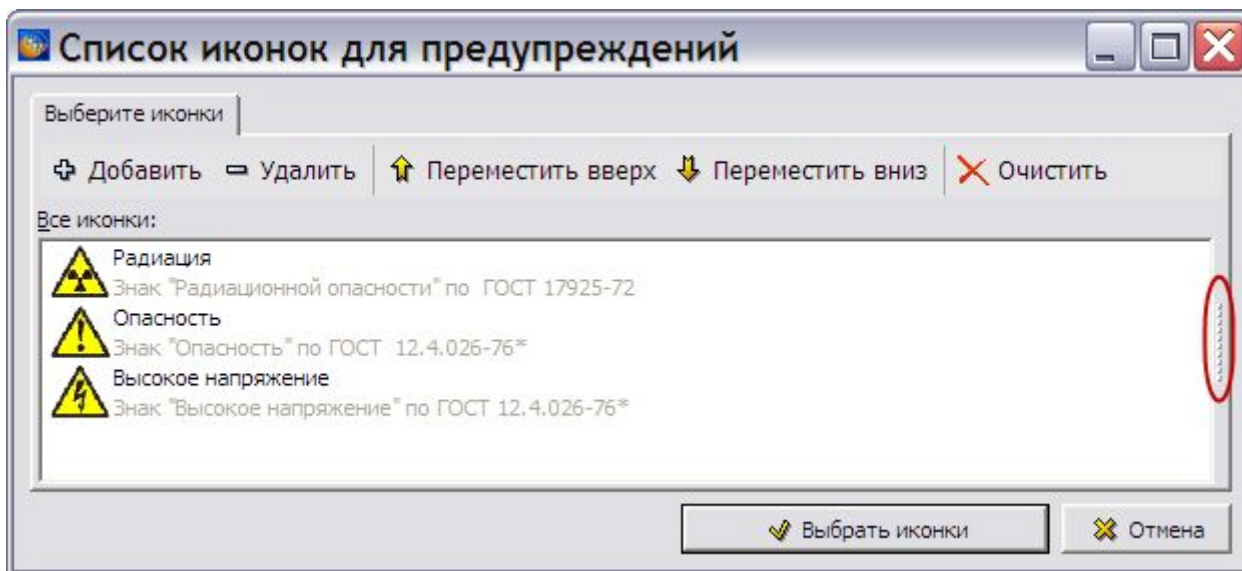 Список иконок для предупреждений
Выберите иконки
Добавить Удалить Переместить вверх Переместить вниз Очистить
Все иконки:
Радиация
Знак "Радиационной опасности" по ГОСТ 17925-72
Опасность
Знак "Опасность" по ГОСТ 12.4.026-76*
Высокое напряжение
Знак "Высокое напряжение" по ГОСТ 12.4.026-76*
Выбрать иконки Отмена